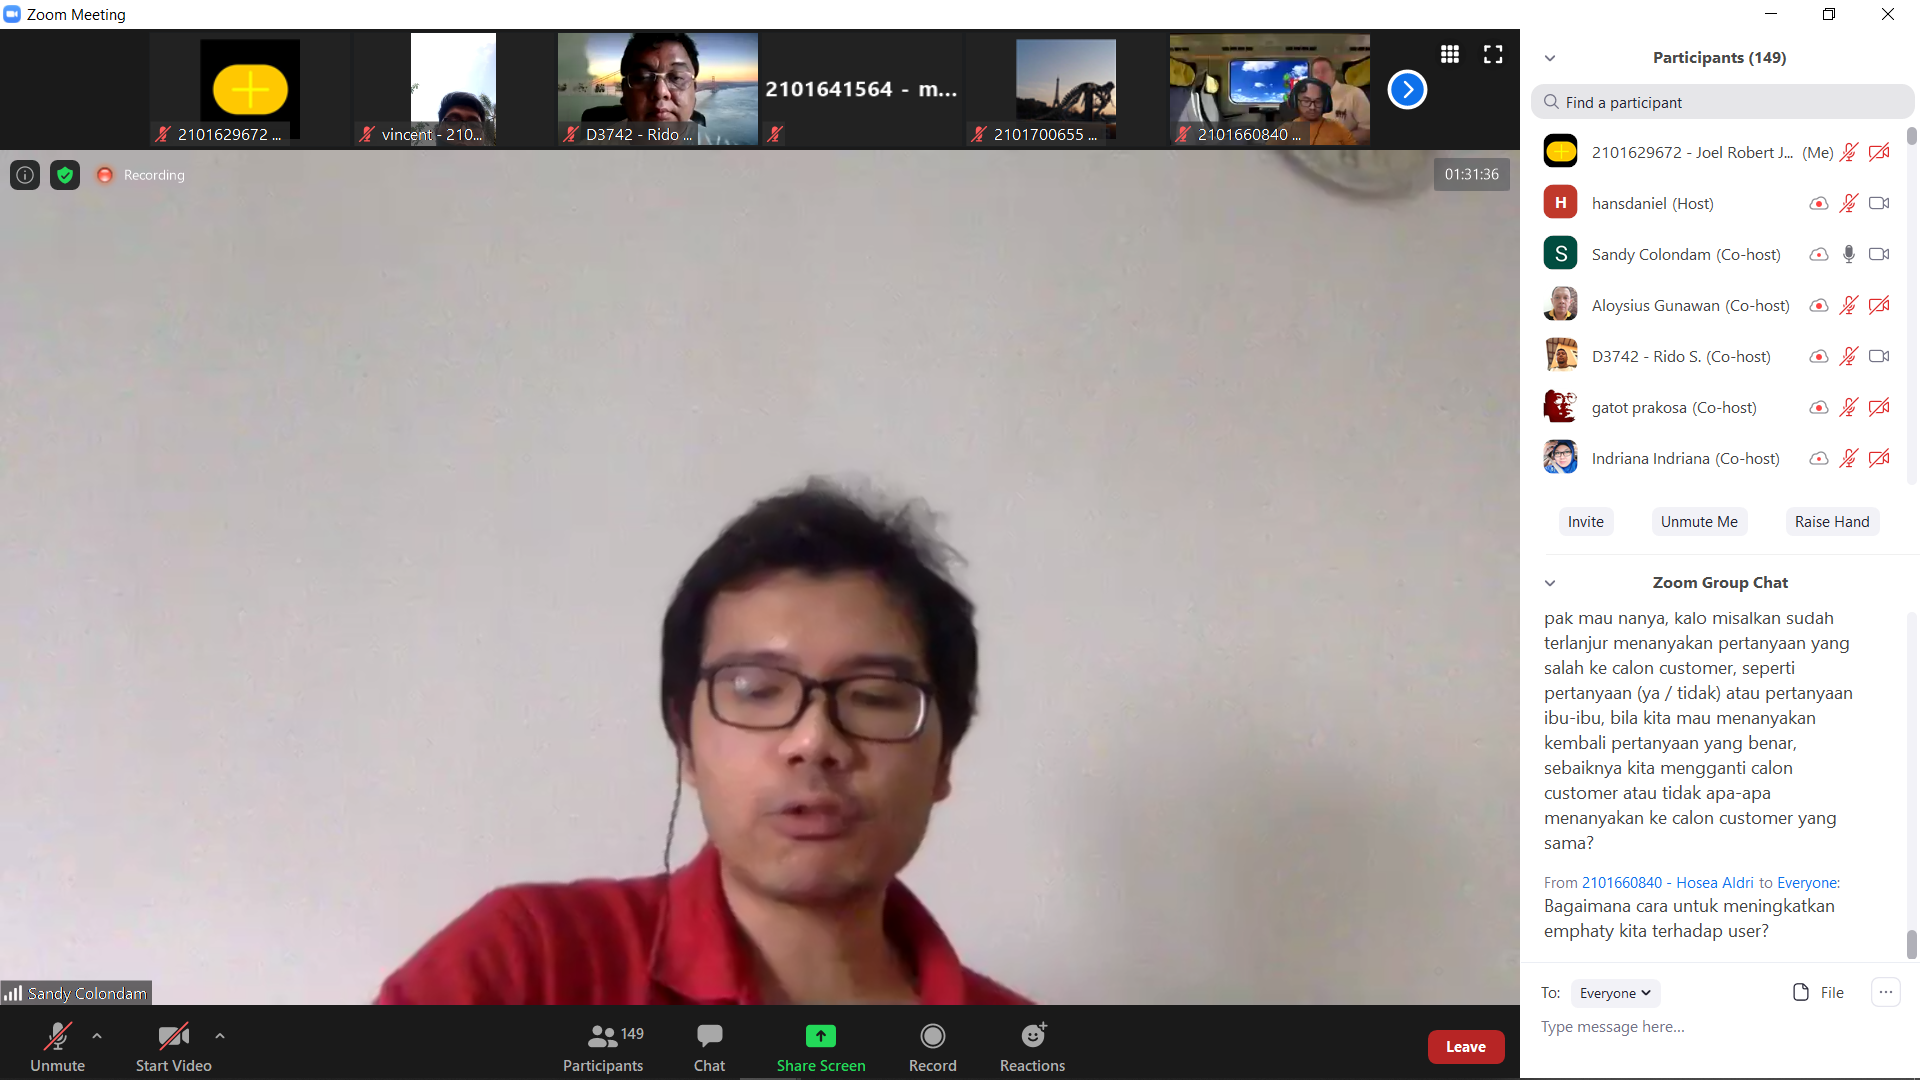 Zoom Meeting
2101629672 ...
vincent - 210...
D3742 - Rido ...
2101641564 - m...
2101700655 ...
2101660840 ...
Recording
01:31:36
Sandy Colondam
Unmute
Start Video
149
Participants
Chat
Share Screen
Record
Reactions
Leave
Participants (149)
Find a participant
2101629672 - Joel Robert J... (Me)
H
hansdaniel (Host)
S
Sandy Colondam (Co-host)
Aloysius Gunawan (Co-host)
D3742 - Rido S. (Co-host)
gatot prakosa (Co-host)
Indriana Indriana (Co-host)
Invite
Unmute Me
Raise Hand
Zoom Group Chat
pak mau nanya, kalo misalkan sudah
terlanjur menanyakan pertanyaan yang
salah ke calon customer, seperti
pertanyaan (ya / tidak) atau pertanyaan
ibu-ibu, bila kita mau menanyakan
kembali pertanyaan yang benar,
sebaiknya kita mengganti calon
customer atau tidak apa-apa
menanyakan ke calon customer yang
sama?
From 2101660840 - Hosea Aldri to Everyone:
Bagaimana cara untuk meningkatkan
emphaty kita terhadap user?
To: Everyone
File
Type message here...